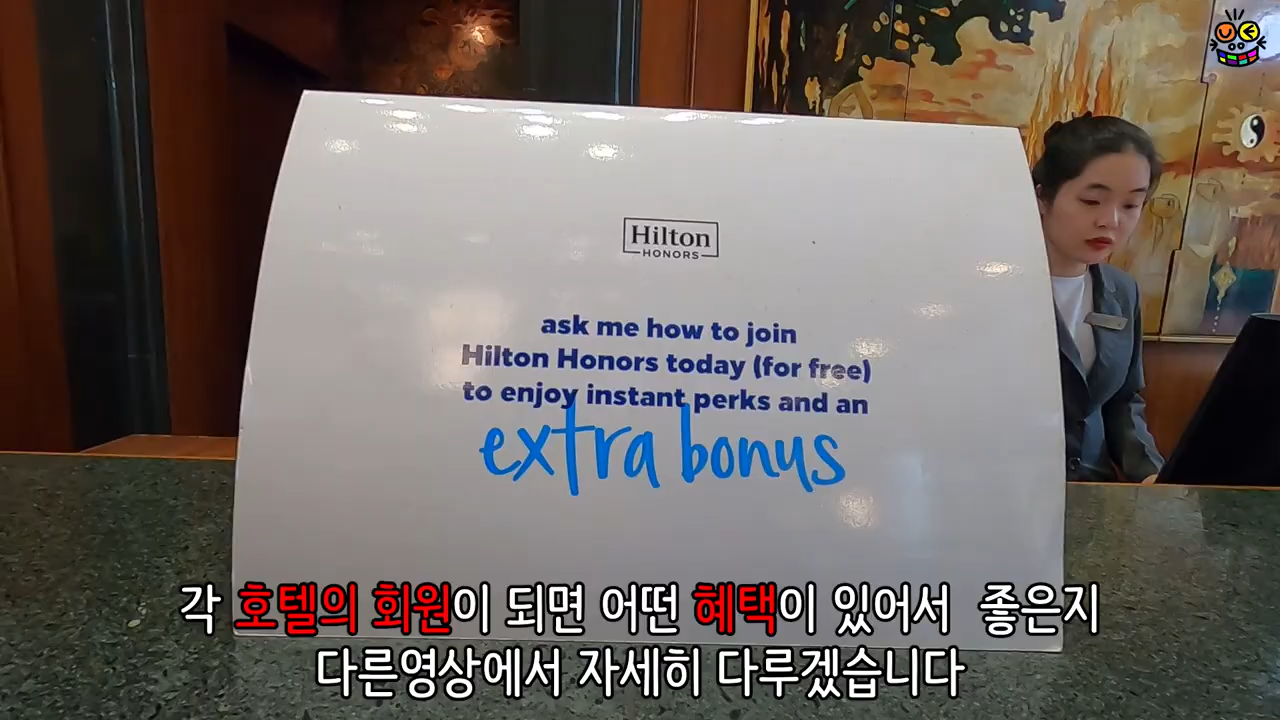 Hilton
HONORS
ask me how to join
Hilton Honors today (for free)
to enjoy instant perks and an
extra bonus
각 호텔의 회원이 되면 어떤 혜택이 있어서 좋은지
다른영상에서 자세히 다루겠습니다